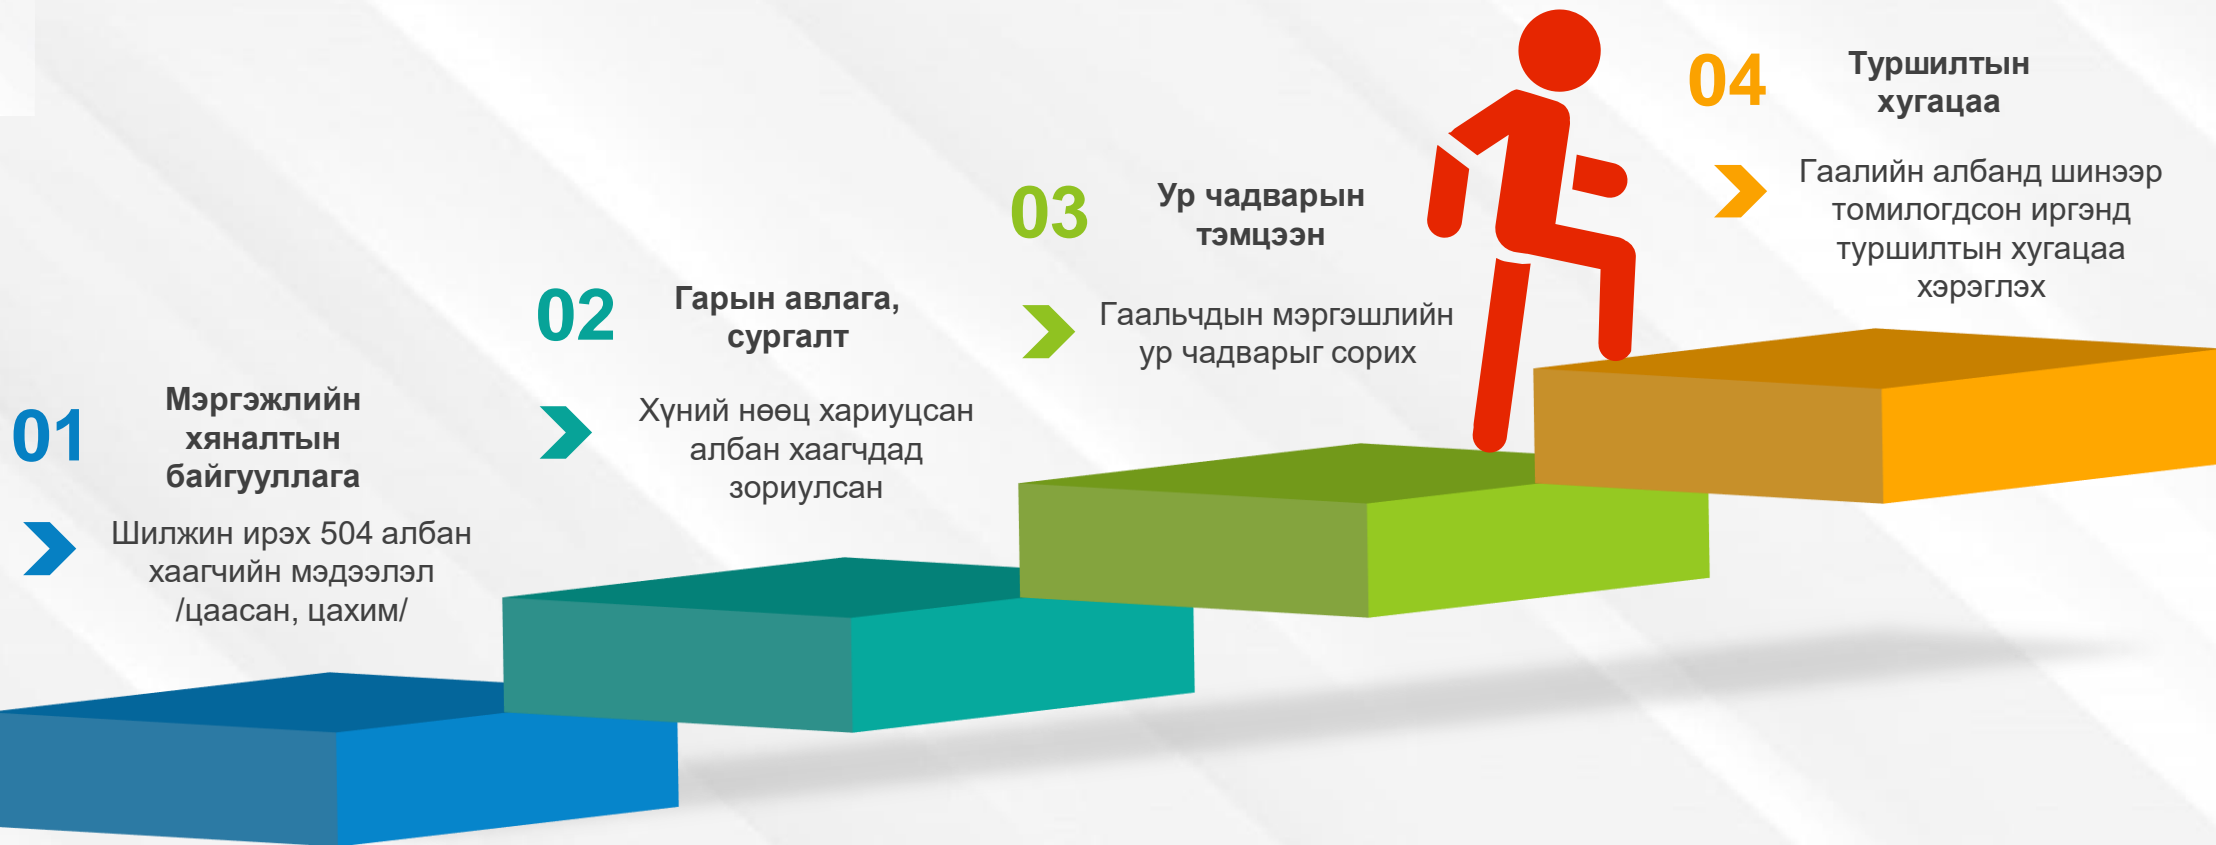 01
Мэргэжлийн
хяналтын
байгууллага
Шилжин ирэх 504 албан
хаагчийн мэдээлэл
/цаасан, цахим/
02
Гарын авлага,
сургалт
Хүний нөөц хариуцсан
албан хаагчдад
зориулсан
03
Ур чадварын
тэмцээн
Гаальчдын мэргэшлийн
ур чадварыг сорих
04
Туршилтын
хугацаа
Гаалийн албанд шинээр
томилогдсон иргэнд
туршилтын хугацаа
хэрэглэх